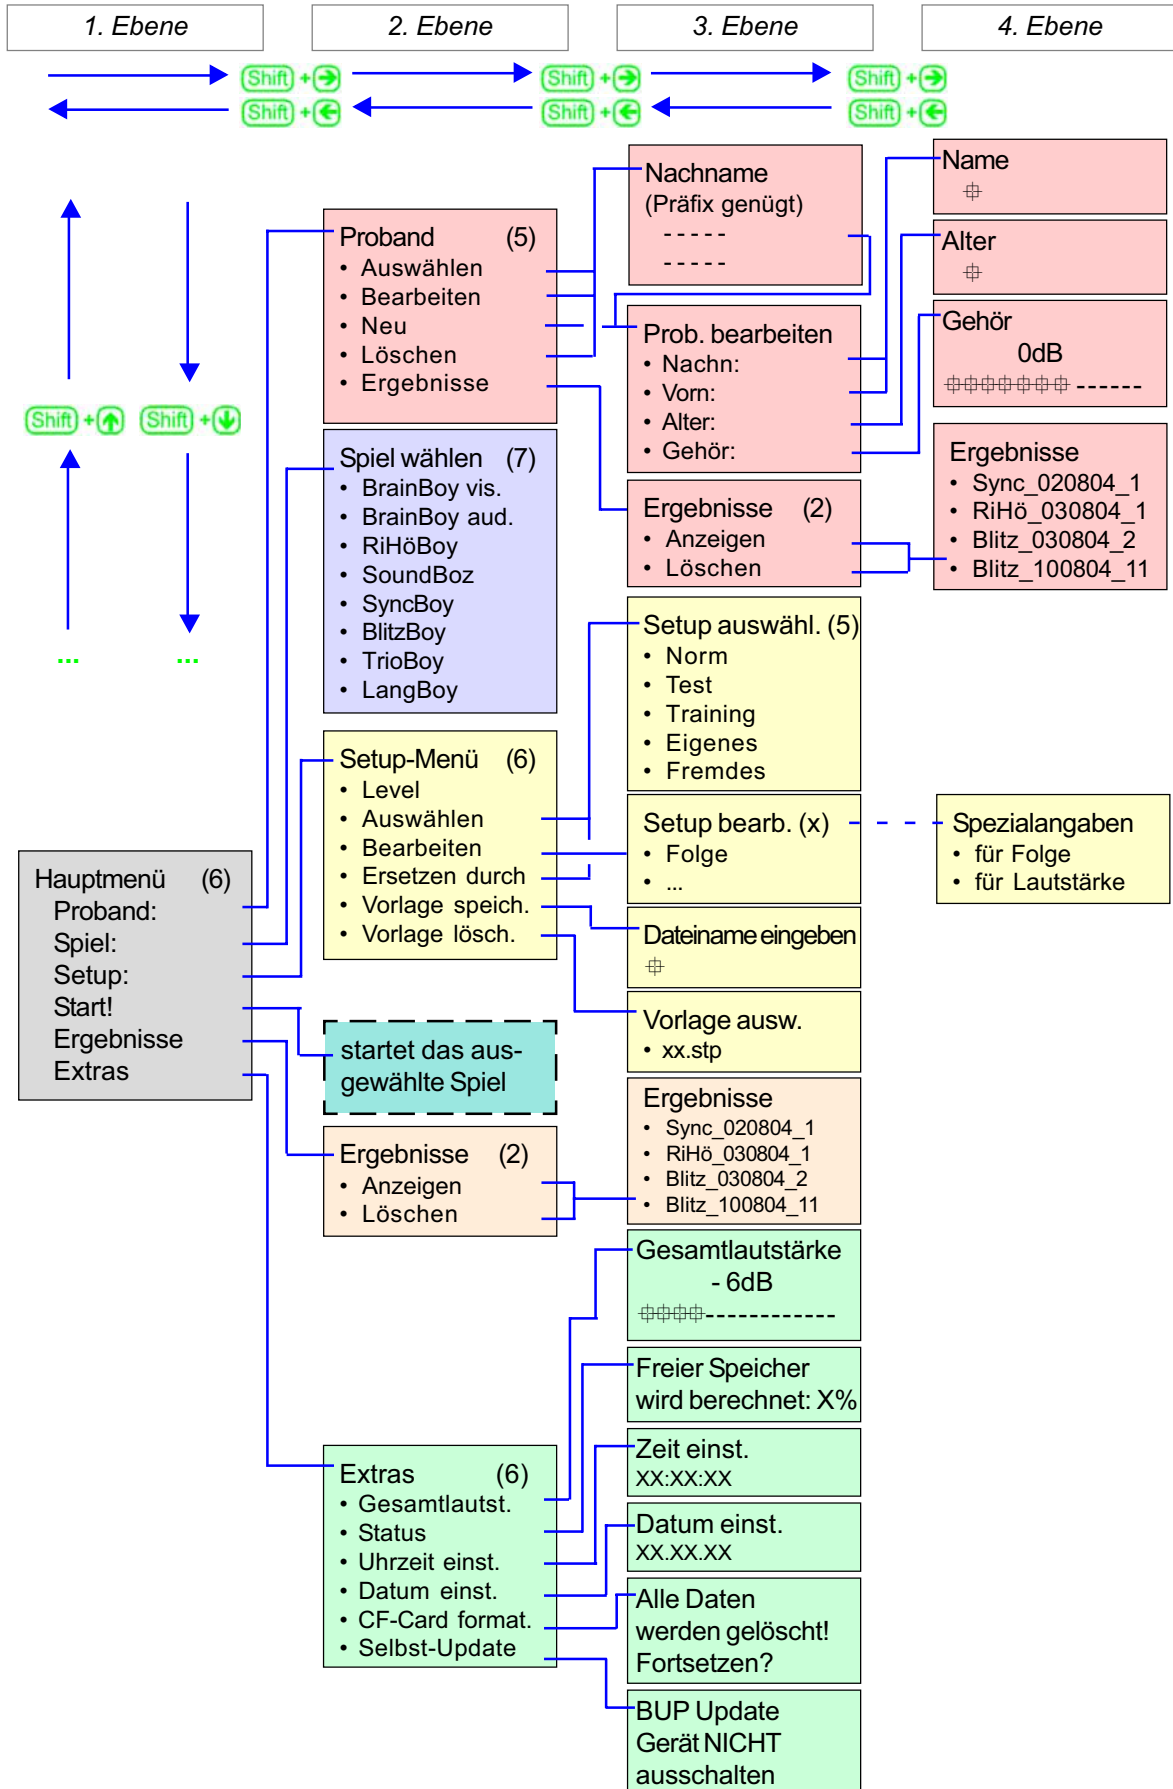 1. Ebene
2. Ebene
3. Ebene
4. Ebene
Shift + →
Shift + →
Shift + →
Shift + ←
Shift + ←
Shift + ←
Shift + ↑
Shift + ↓
...
...
Hauptmenü (6)
Proband:
Spiel:
Setup:
Start!
Ergebnisse
Extras
Proband (5)
• Auswählen
• Bearbeiten
• Neu
• Löschen
• Ergebnisse
Spiel wählen (7)
• BrainBoy vis.
• BrainBoy aud.
• RiHöBoy
• SoundBoz
• SyncBoy
• BlitzBoy
• TrioBoy
• LangBoy
Setup-Menü (6)
• Level
• Auswählen
• Bearbeiten
• Ersetzen durch
• Vorlage speich.
• Vorlage lösch.
startet das aus-
gewählte Spiel
Ergebnisse (2)
• Anzeigen
• Löschen
Extras (6)
• Gesamtlautst.
• Status
• Uhrzeit einst.
• Datum einst.
• CF-Card format.
• Selbst-Update
Nachname
(Präfix genügt)
- - - - -
- - - - -
Prob. bearbeiten
• Nachn:
• Vorn:
• Alter:
• Gehör:
Ergebnisse (2)
• Anzeigen
• Löschen
Setup auswähl. (5)
• Norm
• Test
• Training
• Eigenes
• Fremdes
Setup bearb. (x)
• Folge
• ...
Dateiname eingeben
Vorlage ausw.
• xx.stp
Ergebnisse
• Sync_020804_1
• RiHö_030804_1
• Blitz_030804_2
• Blitz_100804_11
Gesamtlautstärke
- 6dB
------------
Freier Speicher
wird berechnet: X%
Zeit einst.
XX:XX:XX
Datum einst.
XX.XX.XX
Alle Daten
werden gelöscht!
Fortsetzen?
BUP Update
Gerät NICHT
ausschalten
Name
Alter
Gehör
0dB
------
Ergebnisse
• Sync_020804_1
• RiHö_030804_1
• Blitz_030804_2
• Blitz_100804_11
Spezialangaben
• für Folge
• für Lautstärke